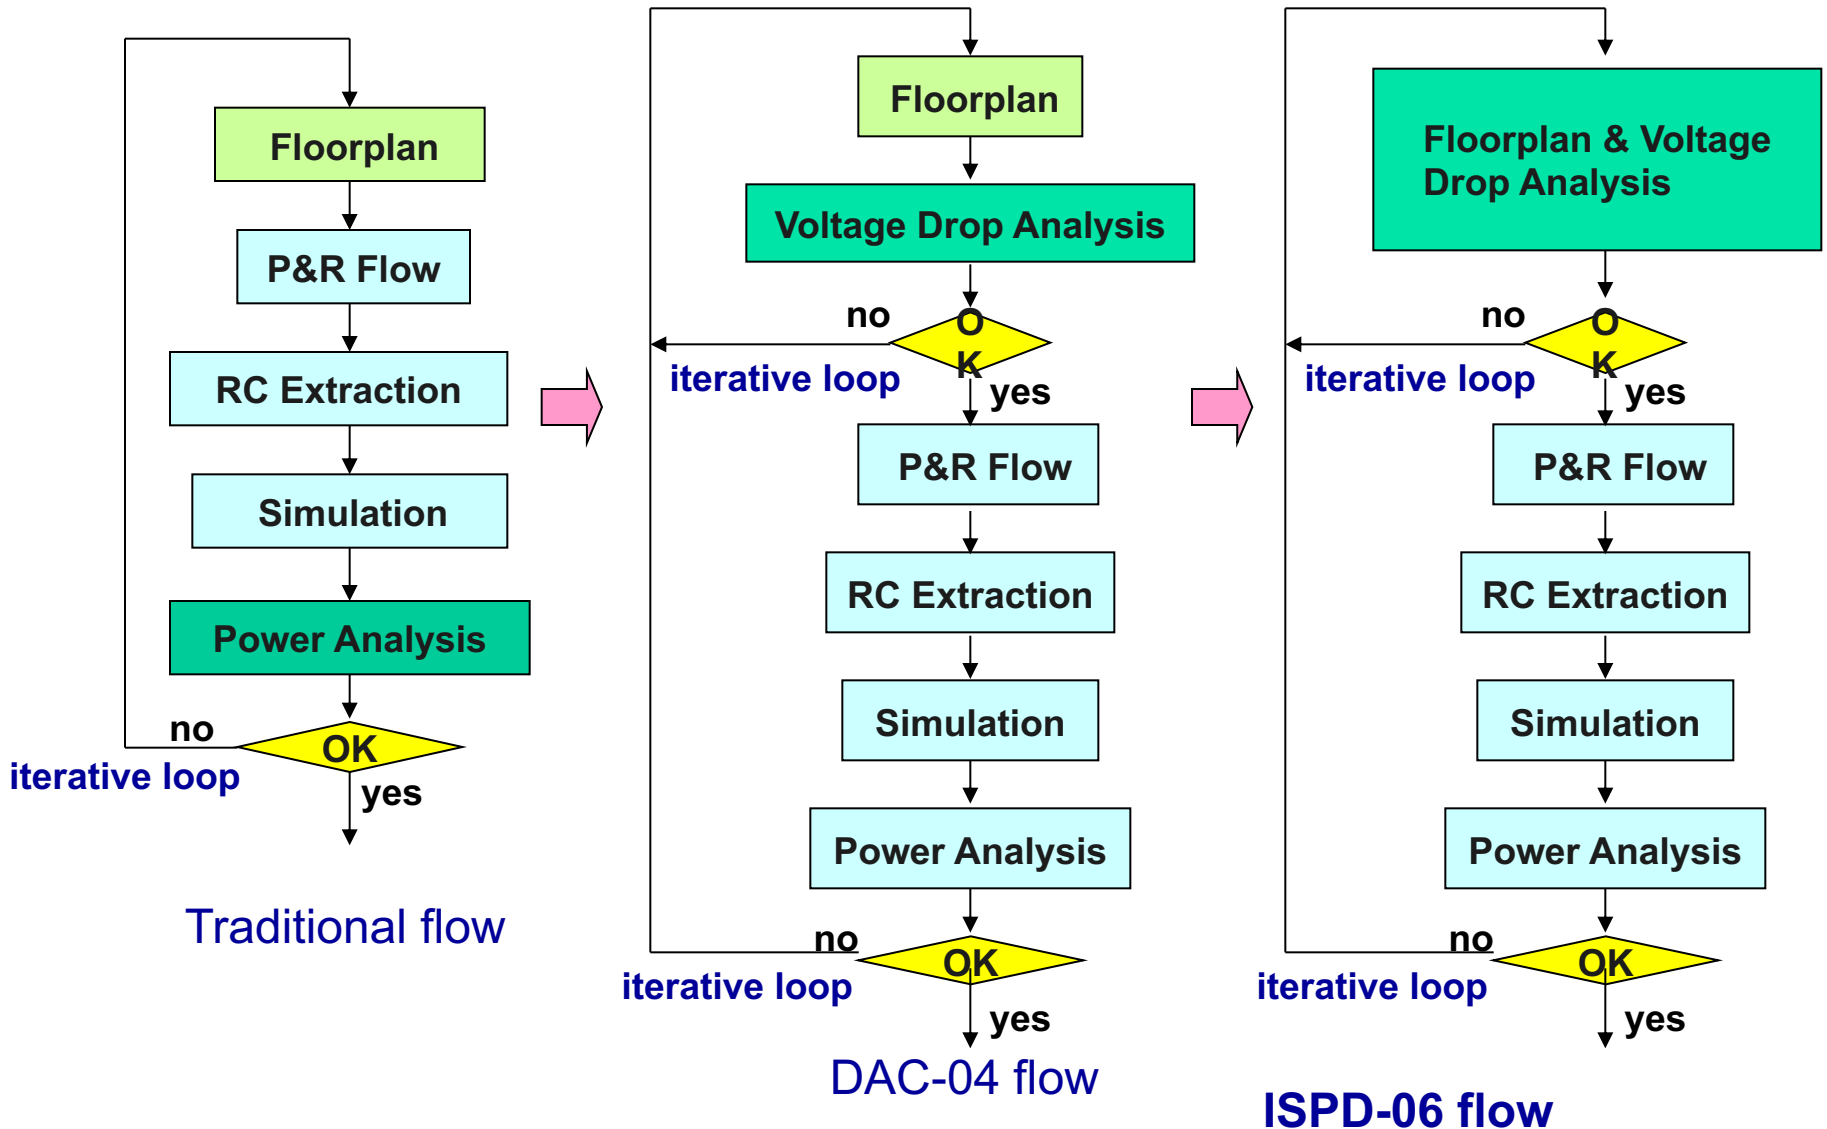 Floorplan
P&R Flow
RC Extraction
Simulation
Power Analysis
OK
no
iterative loop
yes
Traditional flow
Floorplan
Voltage Drop Analysis
O
K
no
iterative loop
yes
P&R Flow
RC Extraction
Simulation
Power Analysis
OK
no
iterative loop
yes
DAC-04 flow
Floorplan & Voltage
Drop Analysis
O
K
no
iterative loop
yes
P&R Flow
RC Extraction
Simulation
Power Analysis
OK
no
iterative loop
yes
ISPD-06 flow